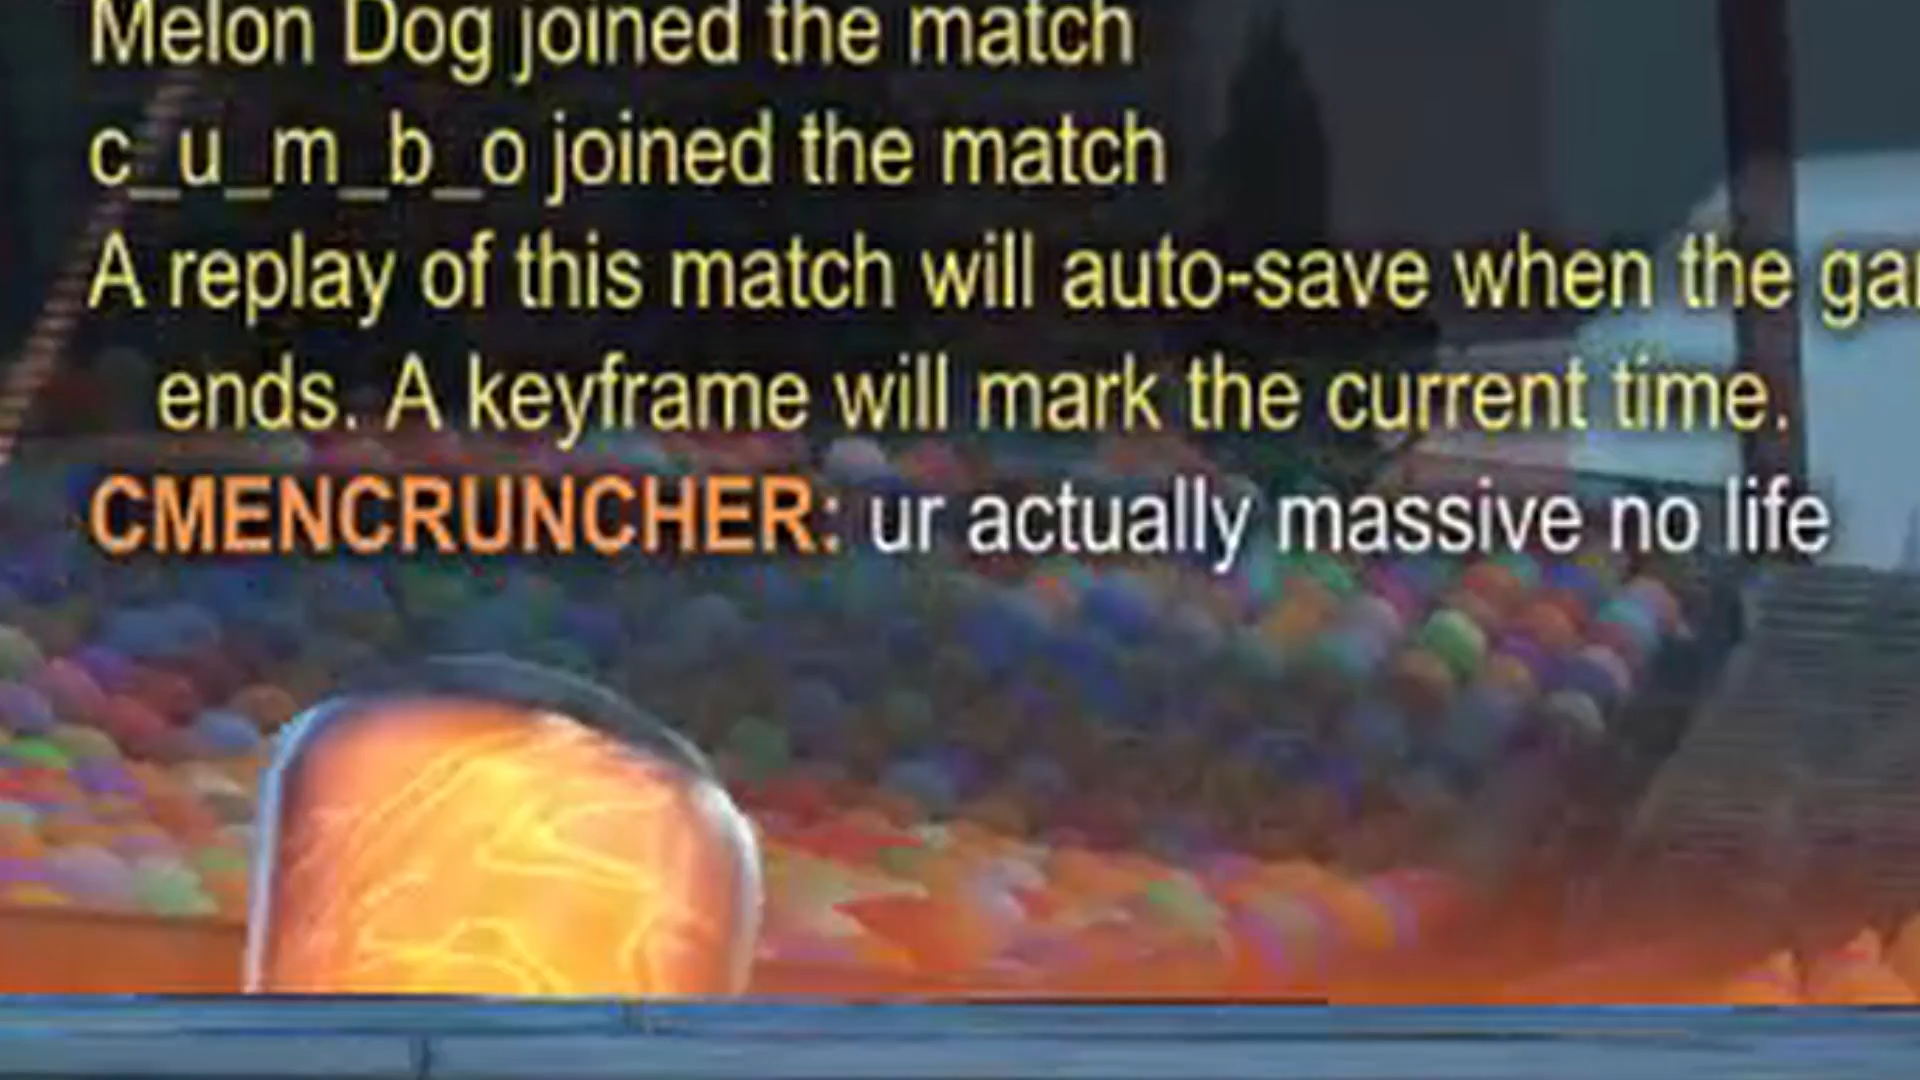 Melon Dog joined the match
c_u_m_b_o joined the match
A replay of this match will auto-save when the
ends. A keyframe will mark the current time.
CMENCRUNCHER: ur actually massive no life